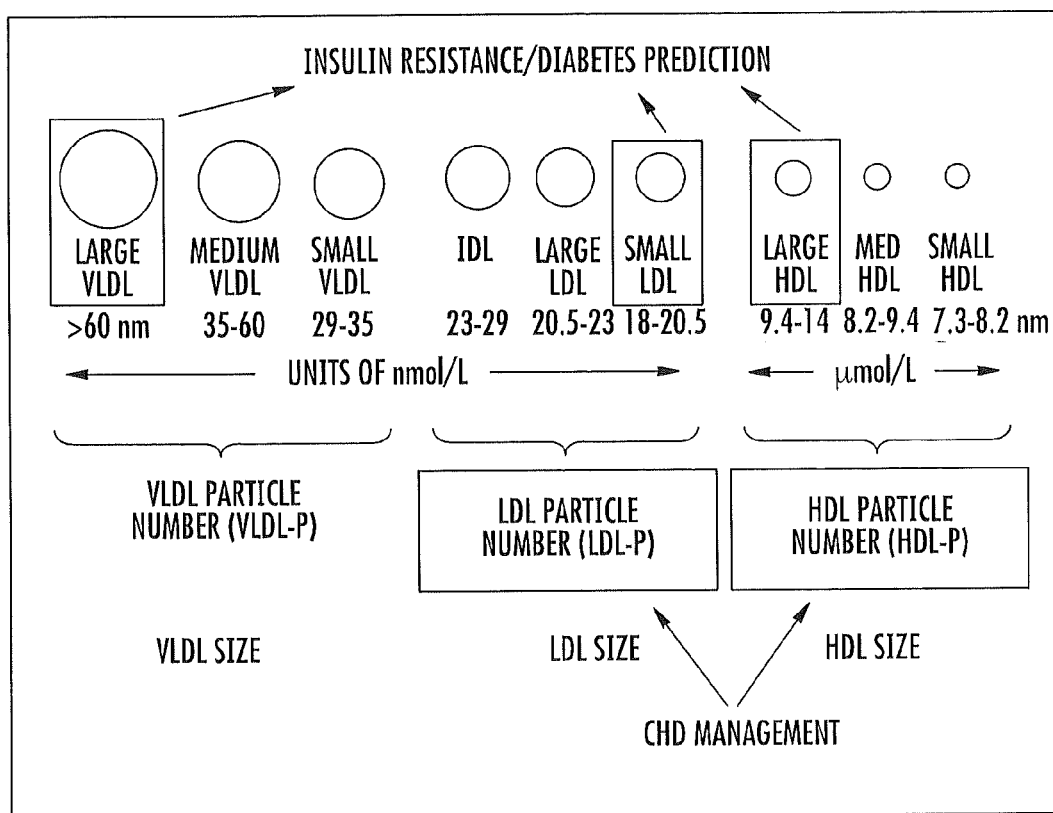 INSULIN RESISTANCE/DIABETES PREDICTION
LARGE VLDL
MEDIUM VLDL
SMALL VLDL
IDL
LARGE LDL
SMALL LDL
LARGE HDL
MED HDL
SMALL HDL
>60 nm 35-60 29-35 23-29 20.5-23 18-20.5 9.4-14 8.2-9.4 7.3-8.2 nm
UNITS OF nmol/L μmol/L
VLDL PARTICLE
NUMBER (VLDL-P)
LDL PARTICLE
NUMBER (LDL-P)
HDL PARTICLE
NUMBER (HDL-P)
VLDL SIZE LDL SIZE HDL SIZE
CHD MANAGEMENT